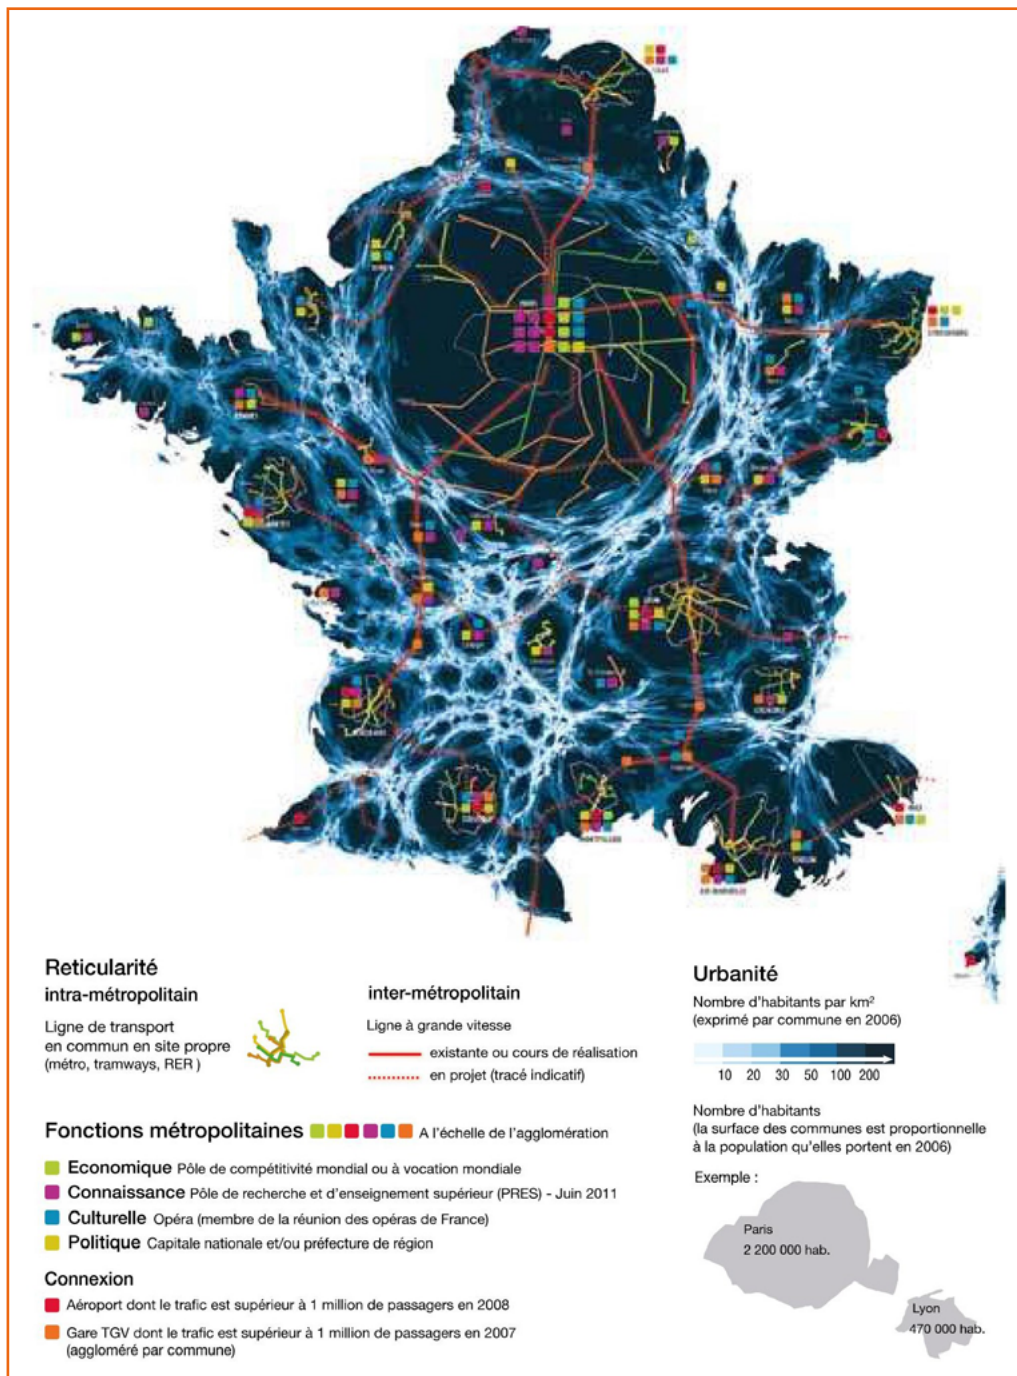 LYON
MONTPELLIER
GRENOBLE
Reticularité
intra-métropolitain
Ligne de transport
en commun en site propre
(métro, tramways, RER )
inter-métropolitain
Ligne à grande vitesse
existante ou cours de réalisation
en projet (tracé indicatif)
Urbanité
Nombre d'habitants par km²
(exprimé par commune en 2006)
10 20 30 50 100 200
Nombre d'habitants
(la surface des communes est proportionnelle
à la population qu'elles portent en 2006)
Exemple :
Paris
2 200 000 hab.
Lyon
470 000 hab.
Fonctions métropolitaines A l'échelle de l'agglomération
Economique Pôle de compétitivité mondial ou à vocation mondiale
Connaissance Pôle de recherche et d'enseignement supérieur (PRES) - Juin 2011
Culturelle Opéra (membre de la réunion des opéras de France)
Politique Capitale nationale et/ou préfecture de région
Connexion
Aéroport dont le trafic est supérieur à 1 million de passagers en 2008
Gare TGV dont le trafic est supérieur à 1 million de passagers en 2007
(aggloméré par commune)